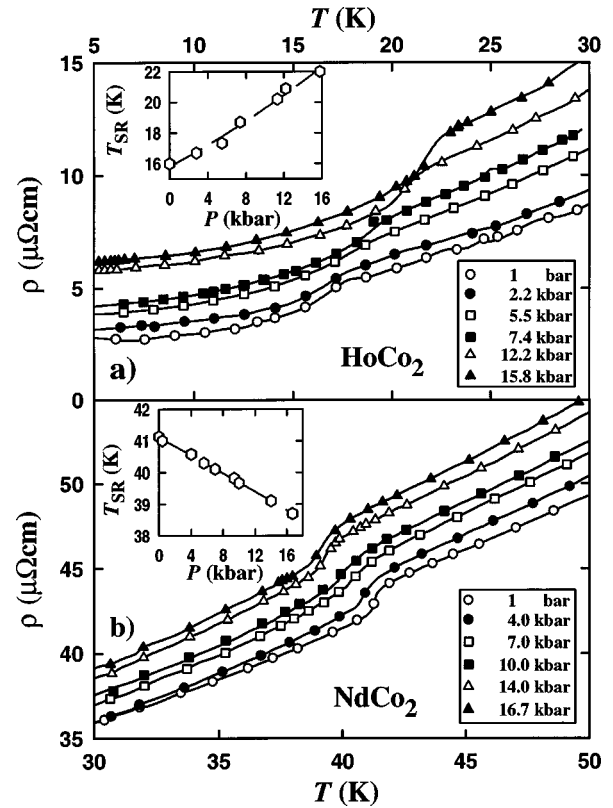 T (K)
5 10 15 20 25 30
15
10
5
0
ρ (μΩcm)
22
20
18
16
T_SR (K)
0 4 8 12 16
P (kbar)
1 bar
2.2 kbar
5.5 kbar
7.4 kbar
12.2 kbar
15.8 kbar
a)
HoCo₂
50
45
40
35
ρ (μΩcm)
42
41
40
39
38
T_SR (K)
0 4 8 12 16
P (kbar)
1 bar
4.0 kbar
7.0 kbar
10.0 kbar
14.0 kbar
16.7 kbar
b)
NdCo₂
30 35 40 45 50
T (K)